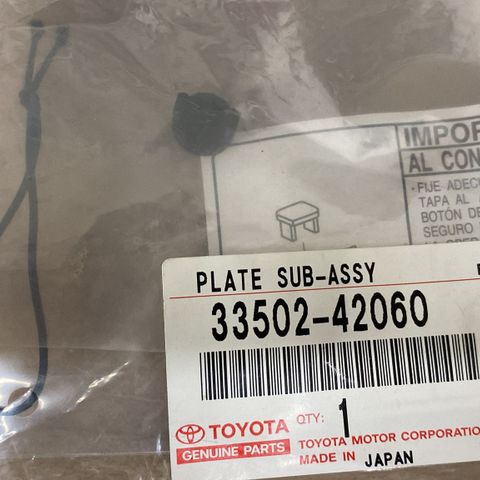 IMPOR
AL CON
·FIJE ADECU
TAPA AL
BOTÓN DE
SEGURO
PLATE SUB-ASSY
33502-42060
TOYOTA
GENUINE PARTS
QTY: 1
TOYOTA MOTOR CORPORATION
MADE IN JAPAN